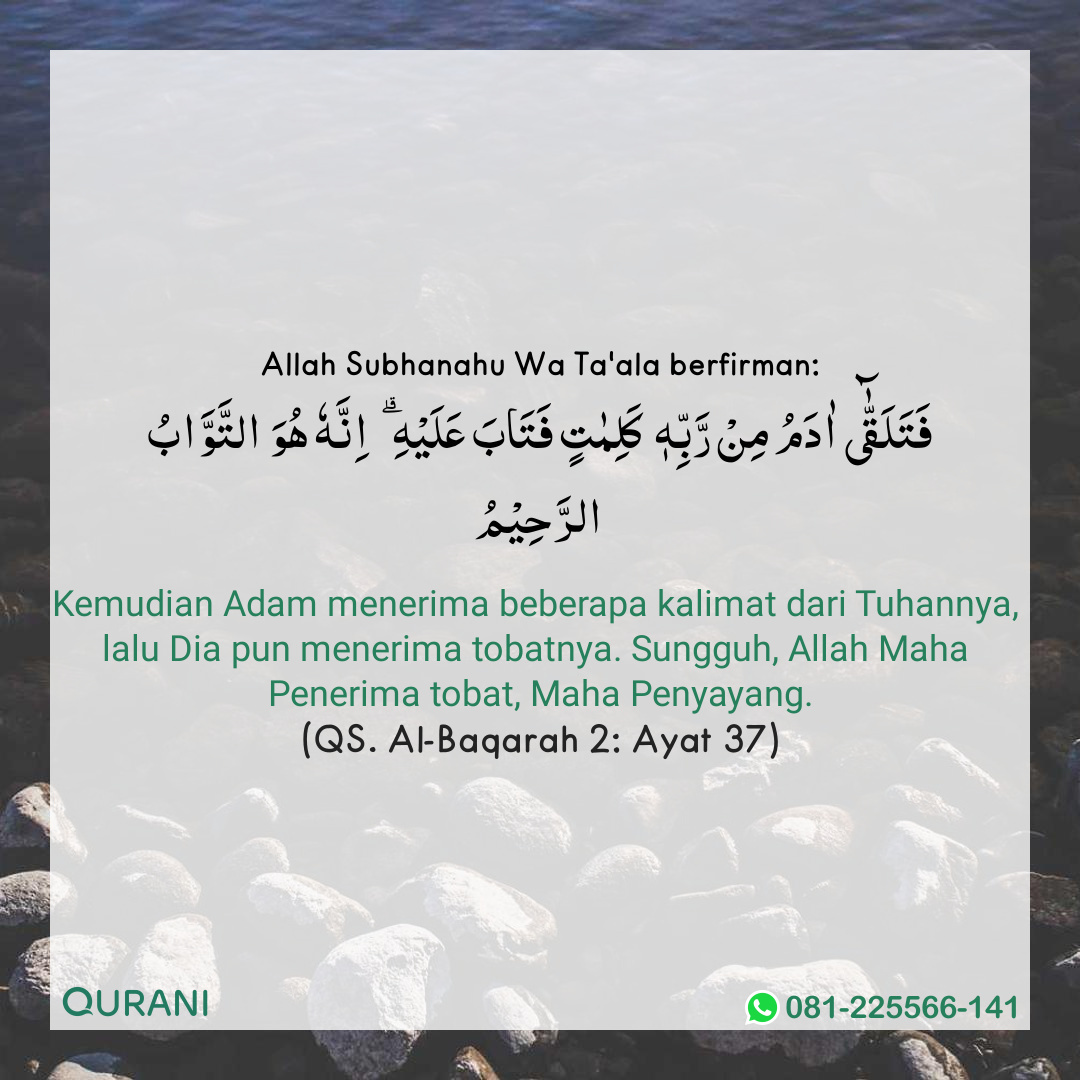 Allah Subhanahu Wa Ta'ala berfirman:
فَتَلَقّٰٓى اٰدَمُ مِنْ رَّبِّهٖ كَلِمٰتٍ فَتَابَ عَلَيْهِ ۗ اِنَّهٗ هُوَ التَّوَّابُ
الرَّحِيْمُ
Kemudian Adam menerima beberapa kalimat dari Tuhannya,
lalu Dia pun menerima tobatnya. Sungguh, Allah Maha
Penerima tobat, Maha Penyayang.
(QS. Al-Baqarah 2: Ayat 37)
QURANI
081-225566-141